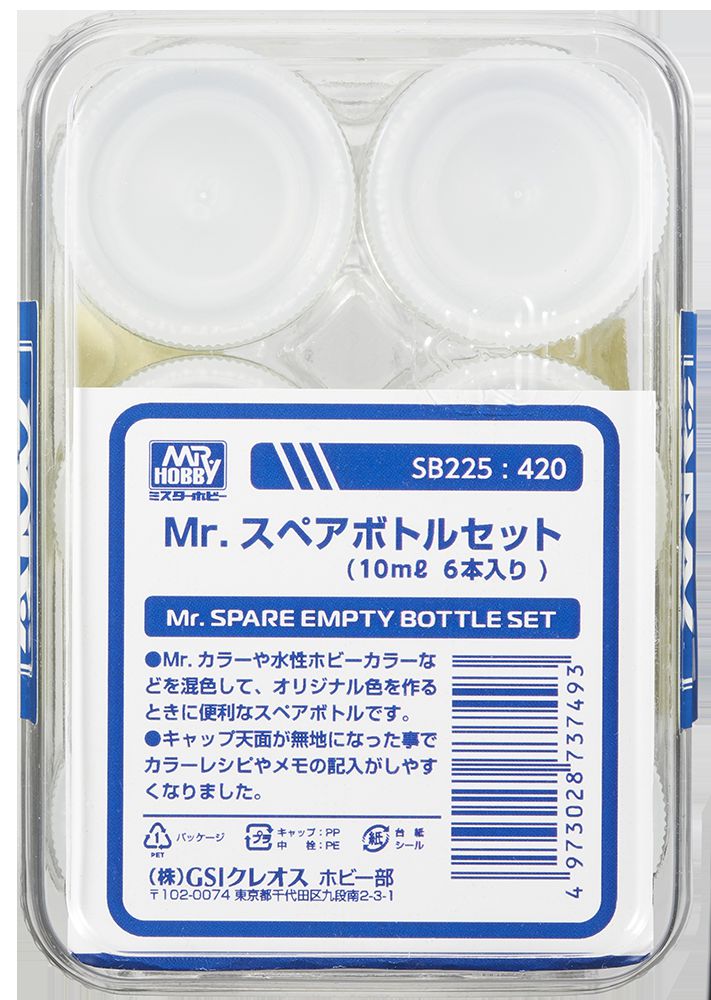 MR
HOBBY
ミスターホビー
SB225 : 420
Mr. スペアボトルセット
(10mℓ 6本入り )
Mr. SPARE EMPTY BOTTLE SET
●Mr. カラーや水性ホビーカラーな
どを混色して、オリジナル色を作る
ときに便利なスペアボトルです。
●キャップ天面が無地になった事で
カラーレシピやメモの記入がしやす
くなりました。
4 973028 737493
1
PET
パッケージ
プラ
キャップ : PP
中 栓 : PE
紙
台 紙
シール
(株)GSIクレオス ホビー部
〒102-0074 東京都千代田区九段南2-3-1